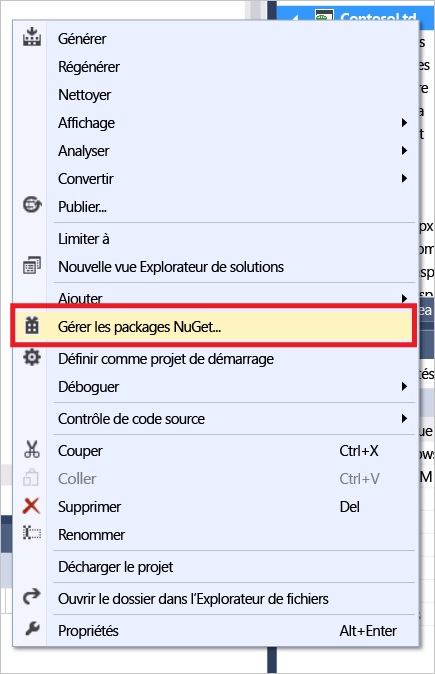 ContosoLtd
Générer
Régénérer
Nettoyer
Affichage
Analyser
Convertir
Publier...
Limiter à
Nouvelle vue Explorateur de solutions
Ajouter
Gérer les packages NuGet...
Définir comme projet de démarrage
Déboguer
Contrôle de code source
Couper Ctrl+X
Coller Ctrl+V
Supprimer Del
Renommer
Décharger le projet
Ouvrir le dossier dans l’Explorateur de fichiers
Propriétés Alt+Enter